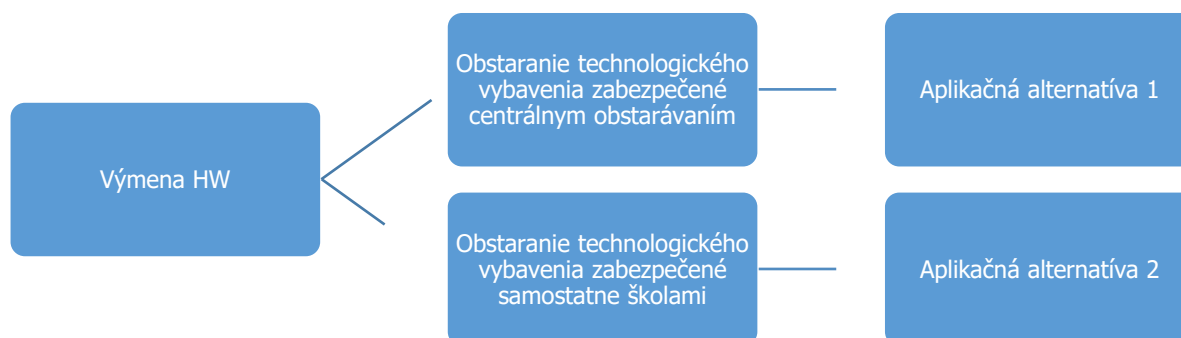 Výmena HW
Obstaranie technologického
vybavenia zabezpečené
centrálnym obstarávaním
Aplikačná alternatíva 1
Obstaranie technologického
vybavenia zabezpečené
samostatne školami
Aplikačná alternatíva 2